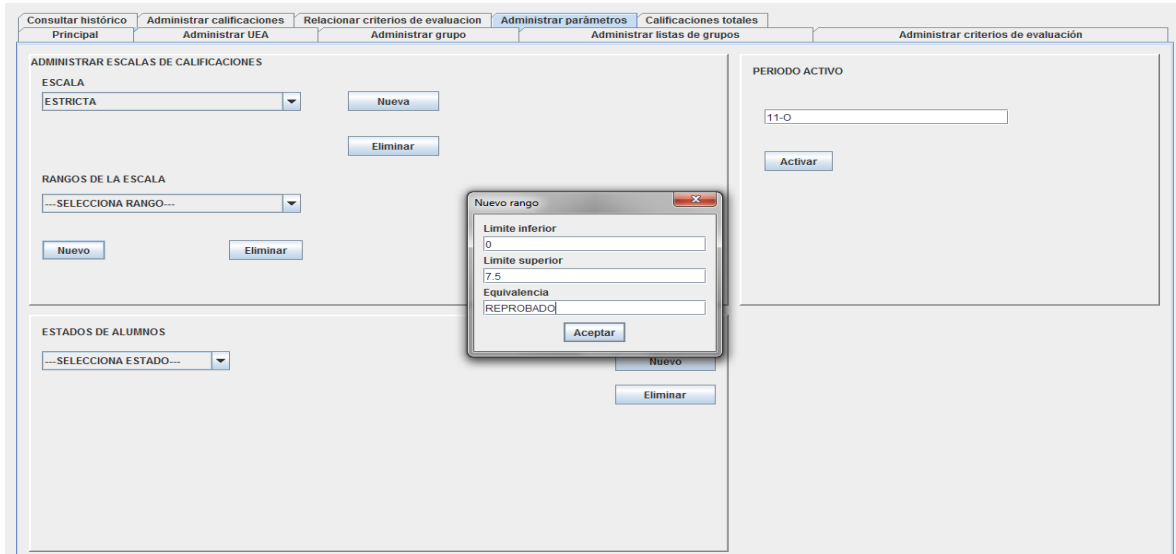 Consultar histórico Administrar calificaciones Relacionar criterios de evaluacion Administrar parámetros Calificaciones totales
Principal Administrar UEA Administrar grupo Administrar listas de grupos Administrar criterios de evaluación
ADMINISTRAR ESCALAS DE CALIFICACIONES
ESCALA
ESTRICTA
Nueva
Eliminar
RANGOS DE LA ESCALA
---SELECCIONA RANGO---
Nuevo Eliminar
PERIODO ACTIVO
11-O
Activar
Nuevo rango
Limite inferior
0
Limite superior
7.5
Equivalencia
REPROBADO
Aceptar
ESTADOS DE ALUMNOS
---SELECCIONA ESTADO---
Nuevo
Eliminar